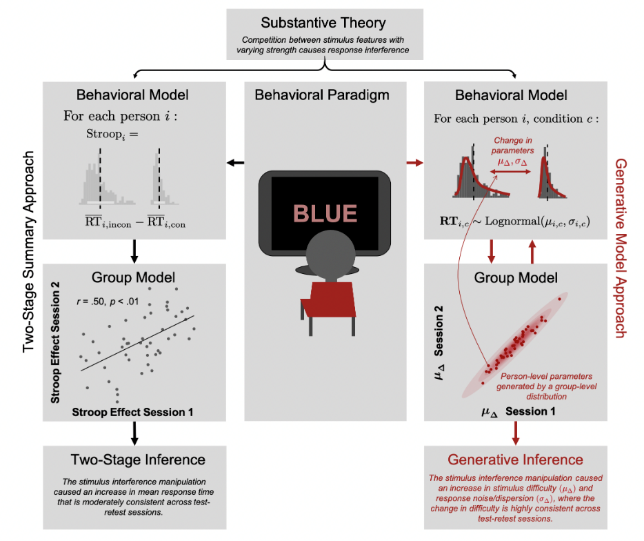 Substantive Theory
Competition between stimulus features with
varying strength causes response interference
Behavioral Model
For each person i :
Stroopᵢ =
R̅T̅ᵢ,incon − R̅T̅ᵢ,con
Behavioral Paradigm
BLUE
Behavioral Model
For each person i, condition c :
Change in
parameters
μ_Δ, σ_Δ
RTᵢ,c ∼ Lognormal(μᵢ,c, σᵢ,c)
Two-Stage Summary Approach
Generative Model Approach
Group Model
r = .50, p < .01
Stroop Effect Session 2
Stroop Effect Session 1
Group Model
μ_Δ Session 2
Person-level parameters
generated by a group-level
distribution
μ_Δ Session 1
Two-Stage Inference
The stimulus interference manipulation
caused an increase in mean response time
that is moderately consistent across test-
retest sessions.
Generative Inference
The stimulus interference manipulation caused
an increase in stimulus difficulty (μ_Δ) and
response noise/dispersion (σ_Δ), where the
change in difficulty is highly consistent across
test-retest sessions.